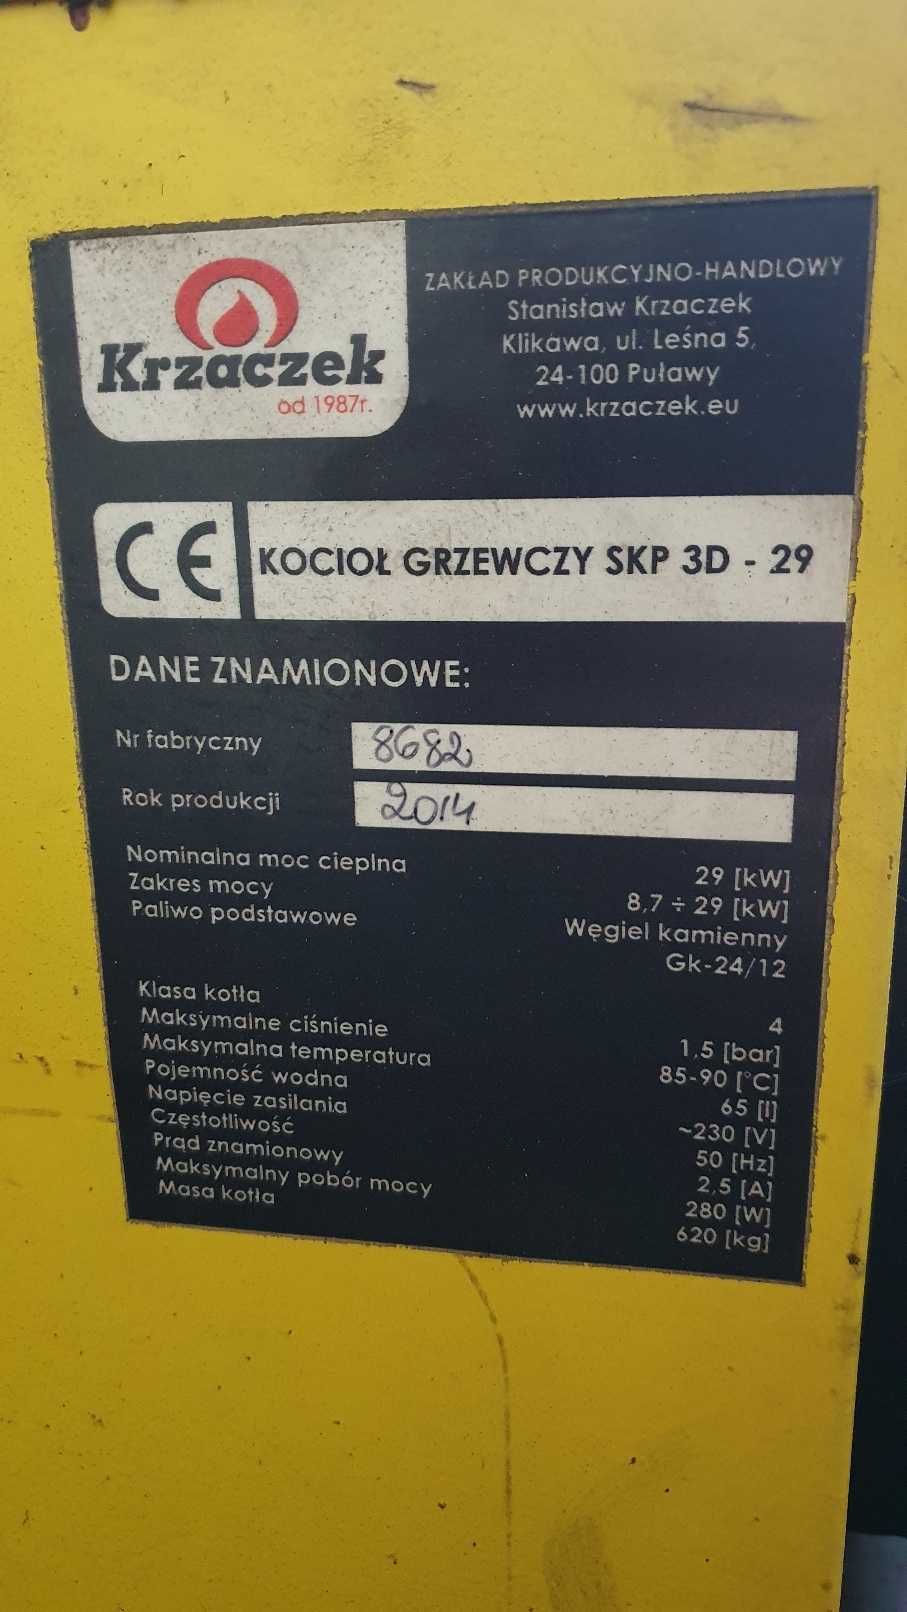 Krzaczek
od 1987r.
ZAKŁAD PRODUKCYJNO-HANDLOWY
Stanisław Krzaczek
Klikawa, ul. Leśna 5,
24-100 Puławy
www.krzaczek.eu
CE
KOCIOŁ GRZEWCZY SKP 3D - 29
DANE ZNAMIONOWE:
Nr fabryczny 8682
Rok produkcji 2014
Nominalna moc cieplna 29 [kW]
Zakres mocy 8,7 ÷ 29 [kW]
Paliwo podstawowe Węgiel kamienny
Gk-24/12
Klasa kotła 4
Maksymalne ciśnienie 1,5 [bar]
Maksymalna temperatura 85-90 [°C]
Pojemność wodna 65 [l]
Napięcie zasilania ~230 [V]
Częstotliwość 50 [Hz]
Prąd znamionowy 2,5 [A]
Maksymalny pobór mocy 280 [W]
Masa kotła 620 [kg]